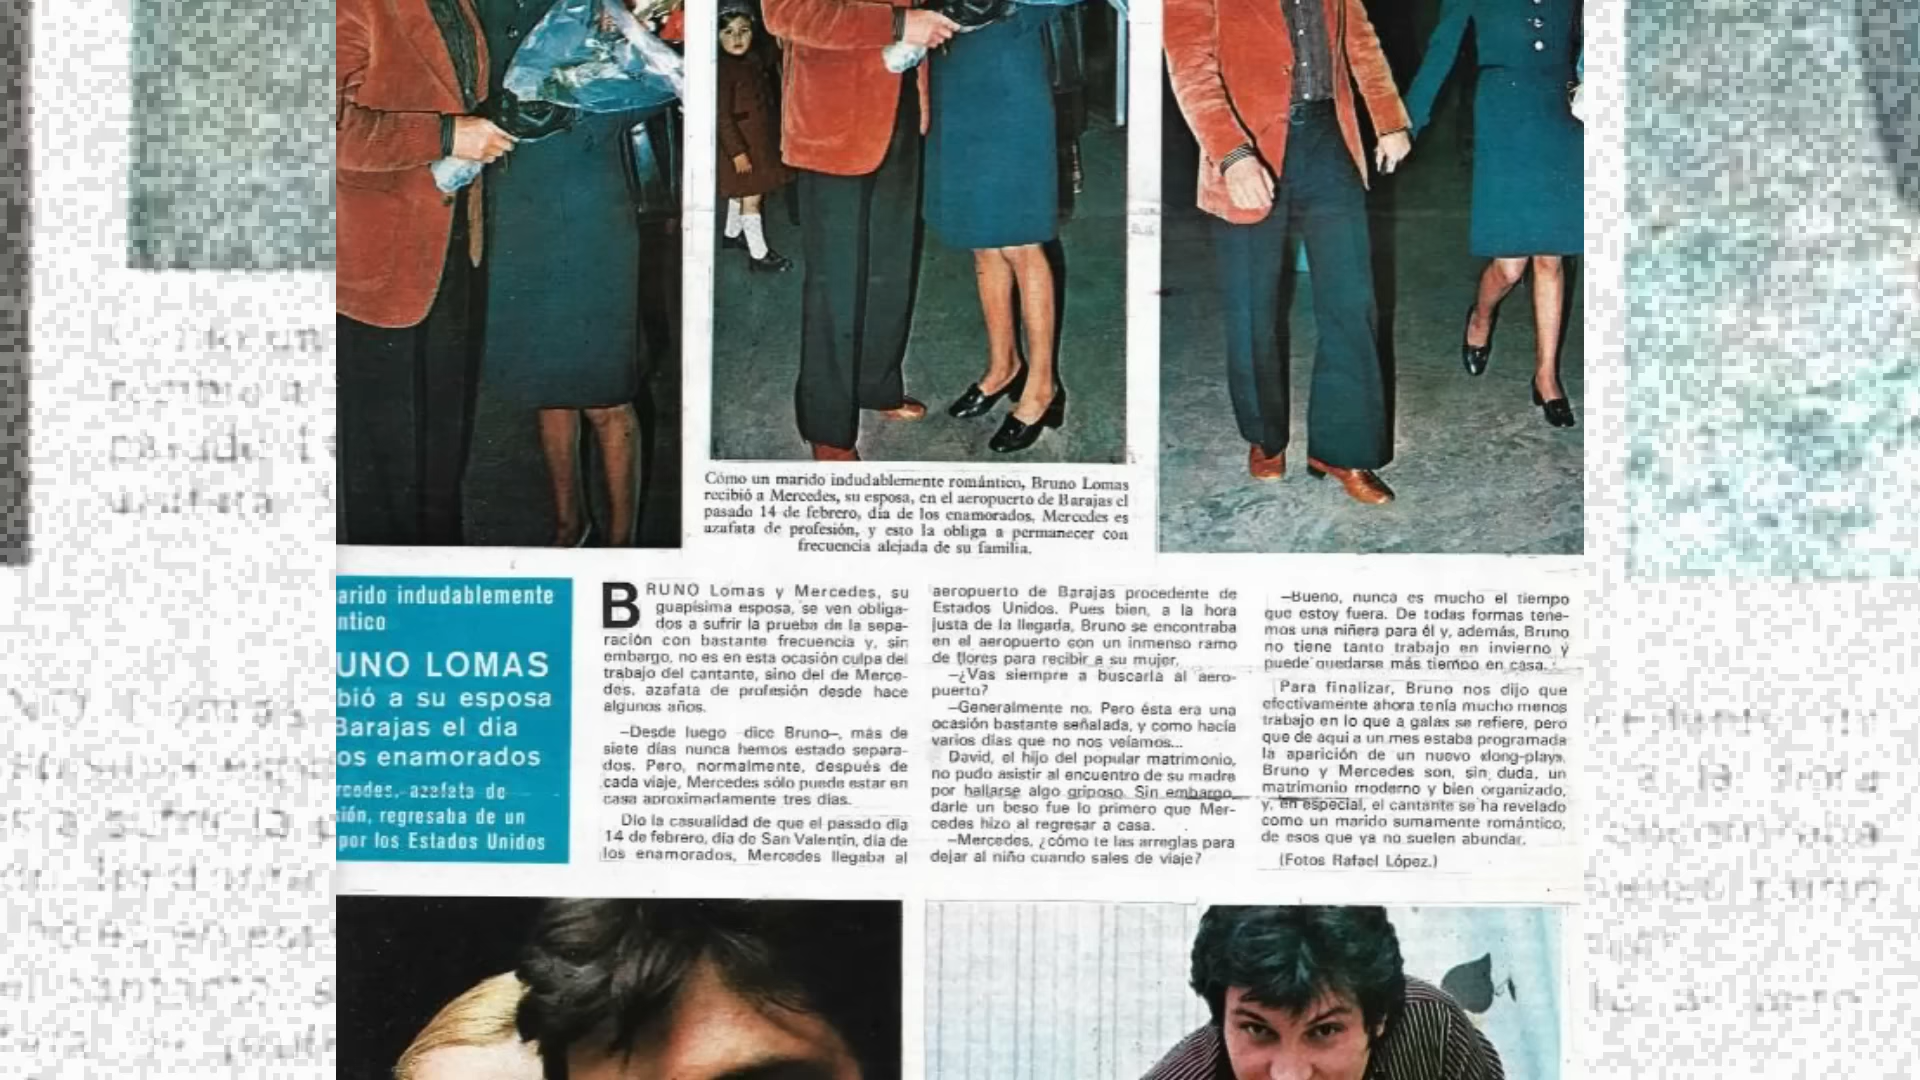 Cómo un marido indudablemente romántico, Bruno Lomas
recibió a Mercedes, su esposa, en el aeropuerto de Barajas el
pasado 14 de febrero, día de los enamorados. Mercedes es
azafata de profesión, y esto la obliga a permanecer con
frecuencia alejada de su familia.
arido indudablemente
ntico
UNO LOMAS
bió a su esposa
Barajas el dia
os enamorados
rcedes, azafata de
sión, regresaba de un
por los Estados Unidos
BRUNO Lomas y Mercedes, su
guapísima esposa, se ven obliga-
dos a sufrir la prueba de la sepa-
ración con bastante frecuencia y, sin
embargo, no es en esta ocasión culpa del
trabajo del cantante, sino del de Merce-
des, azafata de profesión desde hace
algunos años.
—Desde luego -dice Bruno-, más de
siete días nunca hemos estado separa-
dos. Pero, normalmente, después de
cada viaje, Mercedes sólo puede estar en
casa aproximadamente tres días.
Dio la casualidad de que el pasado día
14 de febrero, día de San Valentín, día de
los enamorados, Mercedes llegaba al
aeropuerto de Barajas procedente de
Estados Unidos. Pues bien, a la hora
justa de la llegada, Bruno se encontraba
en el aeropuerto con un inmenso ramo
de flores para recibir a su mujer.
—¿Vas siempre a buscarla al aero-
puerto?
—Generalmente no. Pero ésta era una
ocasión bastante señalada, y como hacía
varios días que no nos veíamos...
David, el hijo del popular matrimonio,
no pudo asistir al encuentro de su madre
por hallarse algo griposo. Sin embargo,
darle un beso fue lo primero que Mer-
cedes hizo al regresar a casa.
—Mercedes, ¿cómo te las arreglas para
dejar al niño cuando sales de viaje?
—Bueno, nunca es mucho el tiempo
que estoy fuera. De todas formas tene-
mos una niñera para él y, además, Bruno
no tiene tanto trabajo en invierno y
puede quedarse más tiempo en casa.
Para finalizar, Bruno nos dijo que
efectivamente ahora tenía mucho menos
trabajo en lo que a galas se refiere, pero
que de aquí a un mes estaba programada
la aparición de un nuevo «long-play».
Bruno y Mercedes son, sin duda, un
matrimonio moderno y bien organizado,
y, en especial, el cantante se ha revelado
como un marido sumamente romántico,
de esos que ya no suelen abundar.
(Fotos Rafael López.)